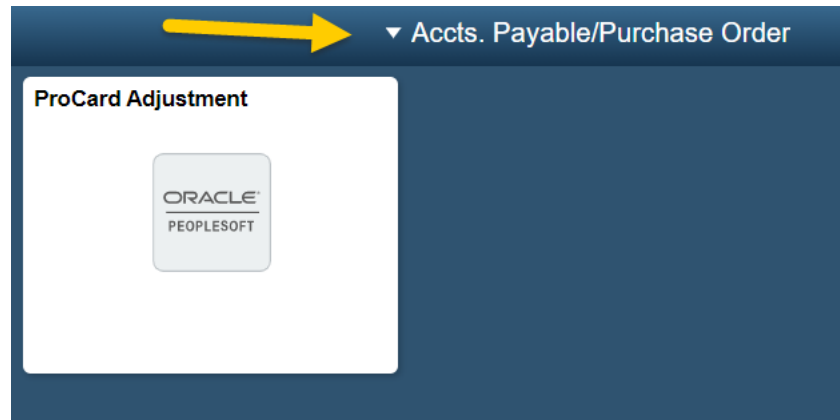 Accts. Payable/Purchase Order
ProCard Adjustment
ORACLE
PEOPLESOFT